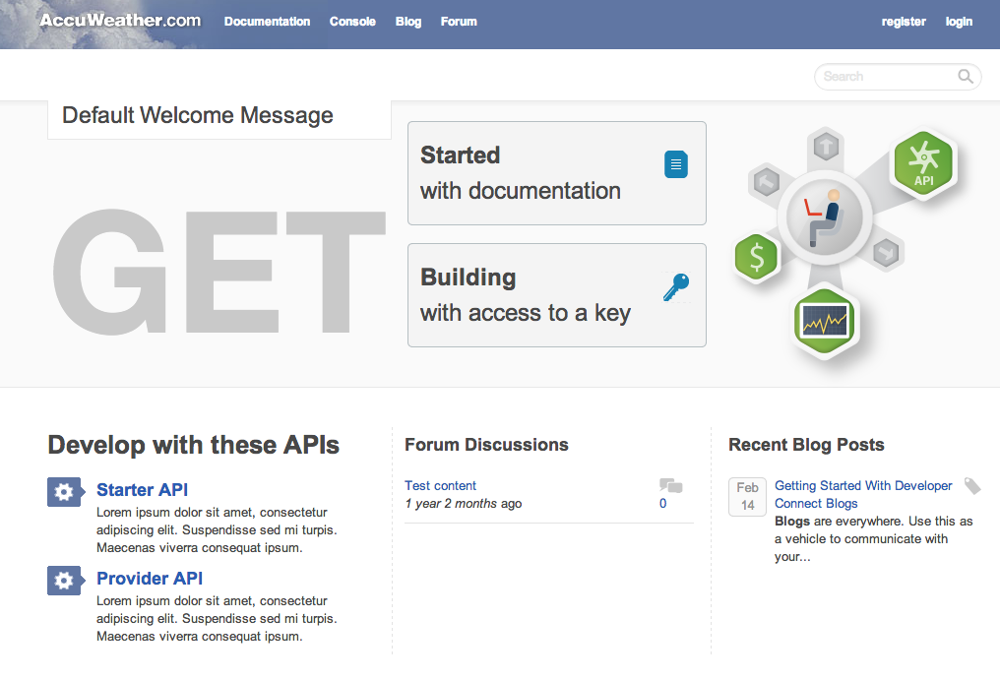 AccuWeather.com
Documentation Console Blog Forum
register login
Search
Default Welcome Message
GET
Started
with documentation
Building
with access to a key
API
$
Develop with these APIs
Starter API
Lorem ipsum dolor sit amet, consectetur
adipiscing elit. Suspendisse sed mi turpis.
Maecenas viverra consequat ipsum.
Provider API
Lorem ipsum dolor sit amet, consectetur
adipiscing elit. Suspendisse sed mi turpis.
Maecenas viverra consequat ipsum.
Forum Discussions
Test content
1 year 2 months ago
0
Recent Blog Posts
Feb
14
Getting Started With Developer
Connect Blogs
Blogs are everywhere. Use this as
a vehicle to communicate with
your...